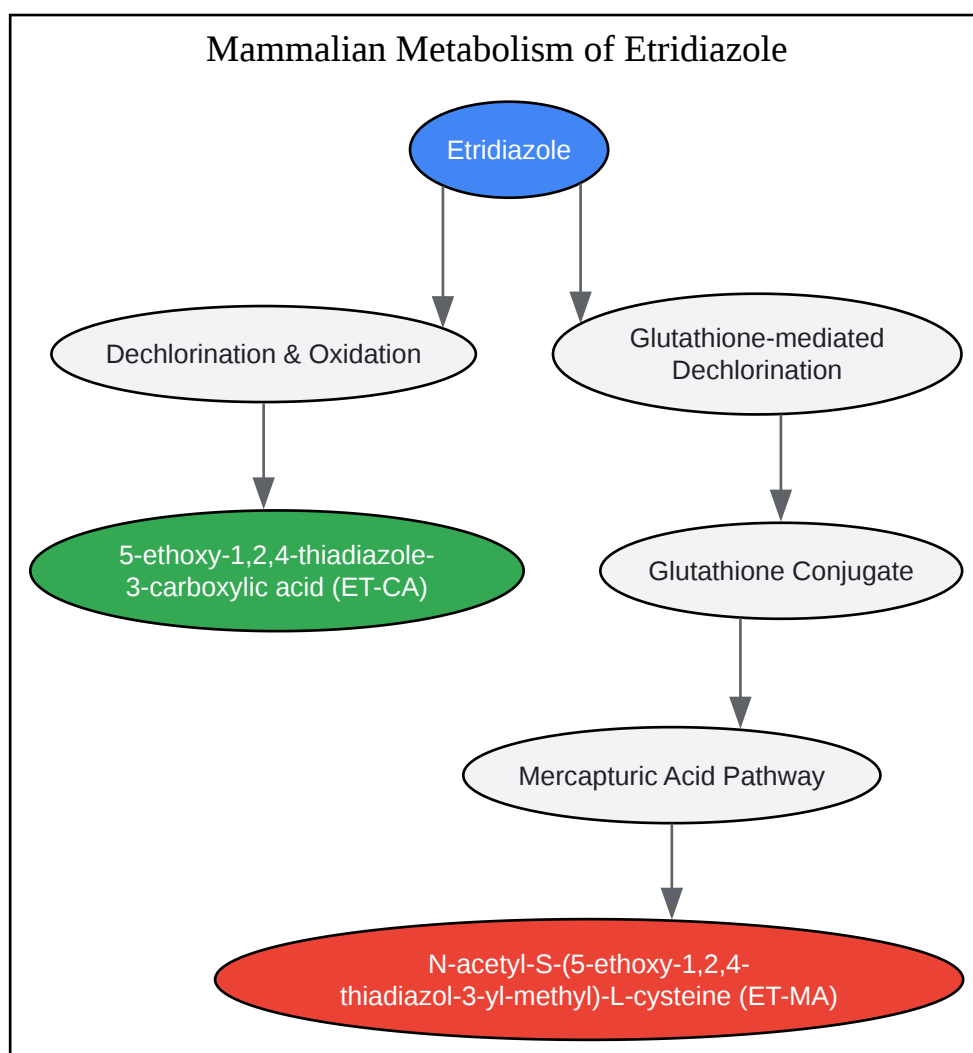 Mammalian Metabolism of Etridiazole
Etridiazole
Dechlorination & Oxidation
Glutathione-mediated
Dechlorination
5-ethoxy-1,2,4-thiadiazole-
3-carboxylic acid (ET-CA)
Glutathione Conjugate
Mercapturic Acid Pathway
N-acetyl-S-(5-ethoxy-1,2,4-
thiadiazol-3-yl-methyl)-L-cysteine (ET-MA)